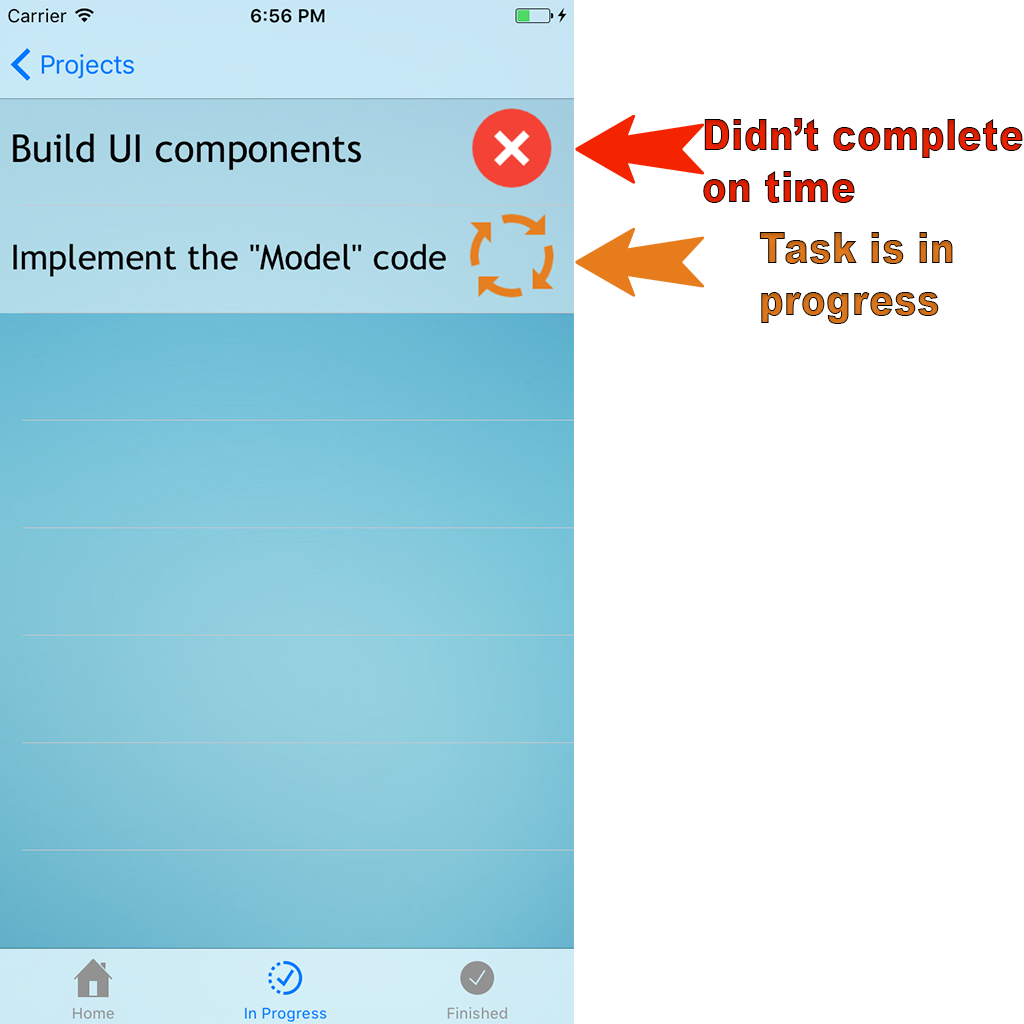 Carrier 6:56 PM
Projects
Build UI components
Didn't complete
on time
Implement the "Model" code
Task is in
progress
Home In Progress Finished